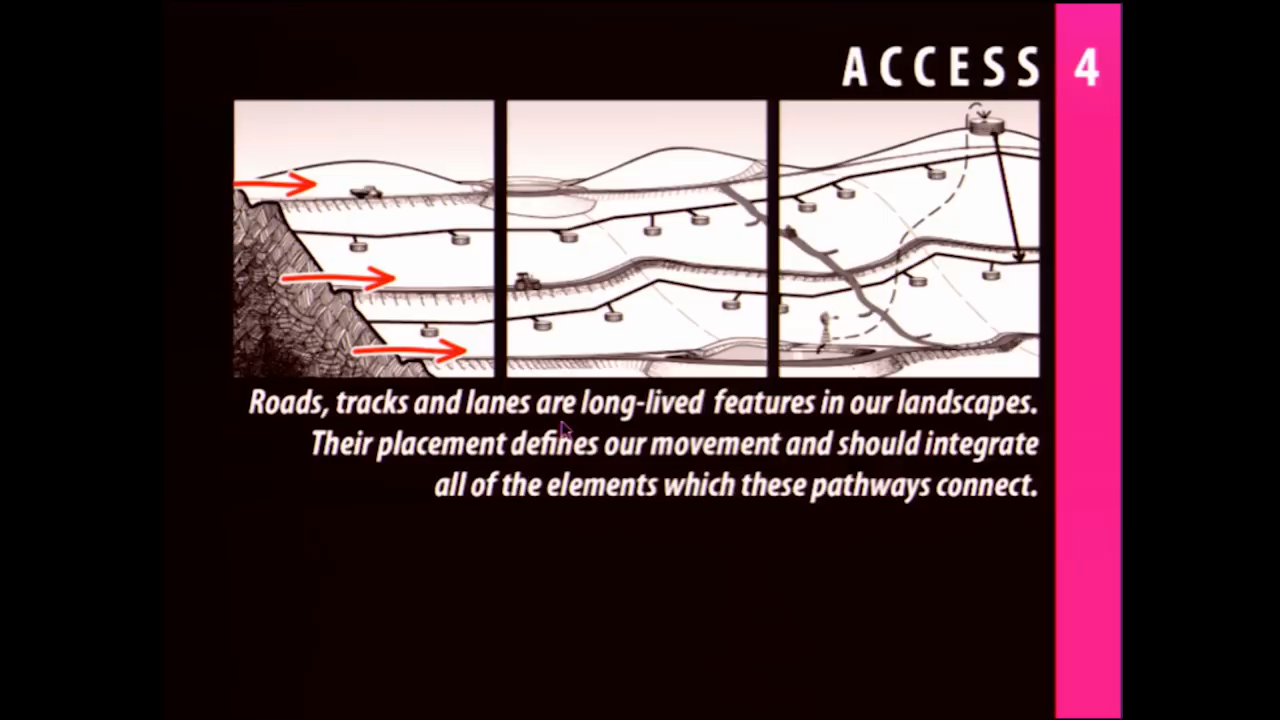 ACCESS 4
Roads, tracks and lanes are long-lived features in our landscapes.
Their placement defines our movement and should integrate
all of the elements which these pathways connect.